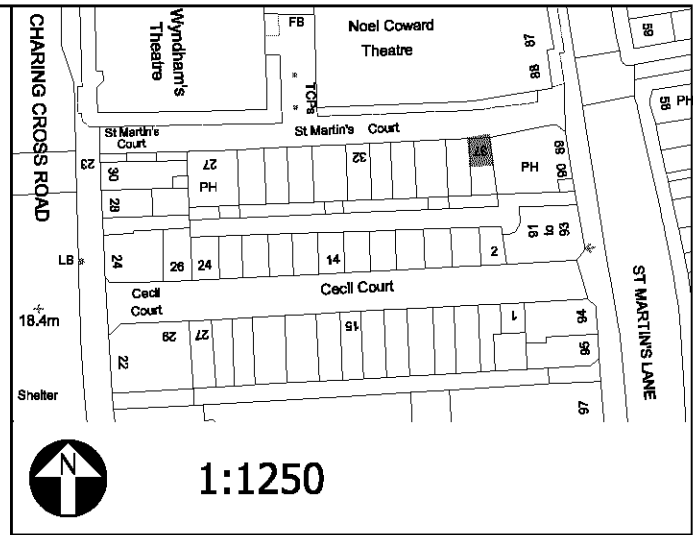 CHARING CROSS ROAD
Wyndham's
Theatre
FB
TCPs
Noel Coward
Theatre
87
88
59
58
PH
St Martin's
Court
St Martin's Court
23
30
28
27
PH
32
37
PH
89
90
LB
24
26
24
14
2
91
to
93
18.4m
Cecil
Court
Cecil Court
ST MARTIN'S LANE
22
29
27
15
1
94
95
97
Shelter
N
1:1250